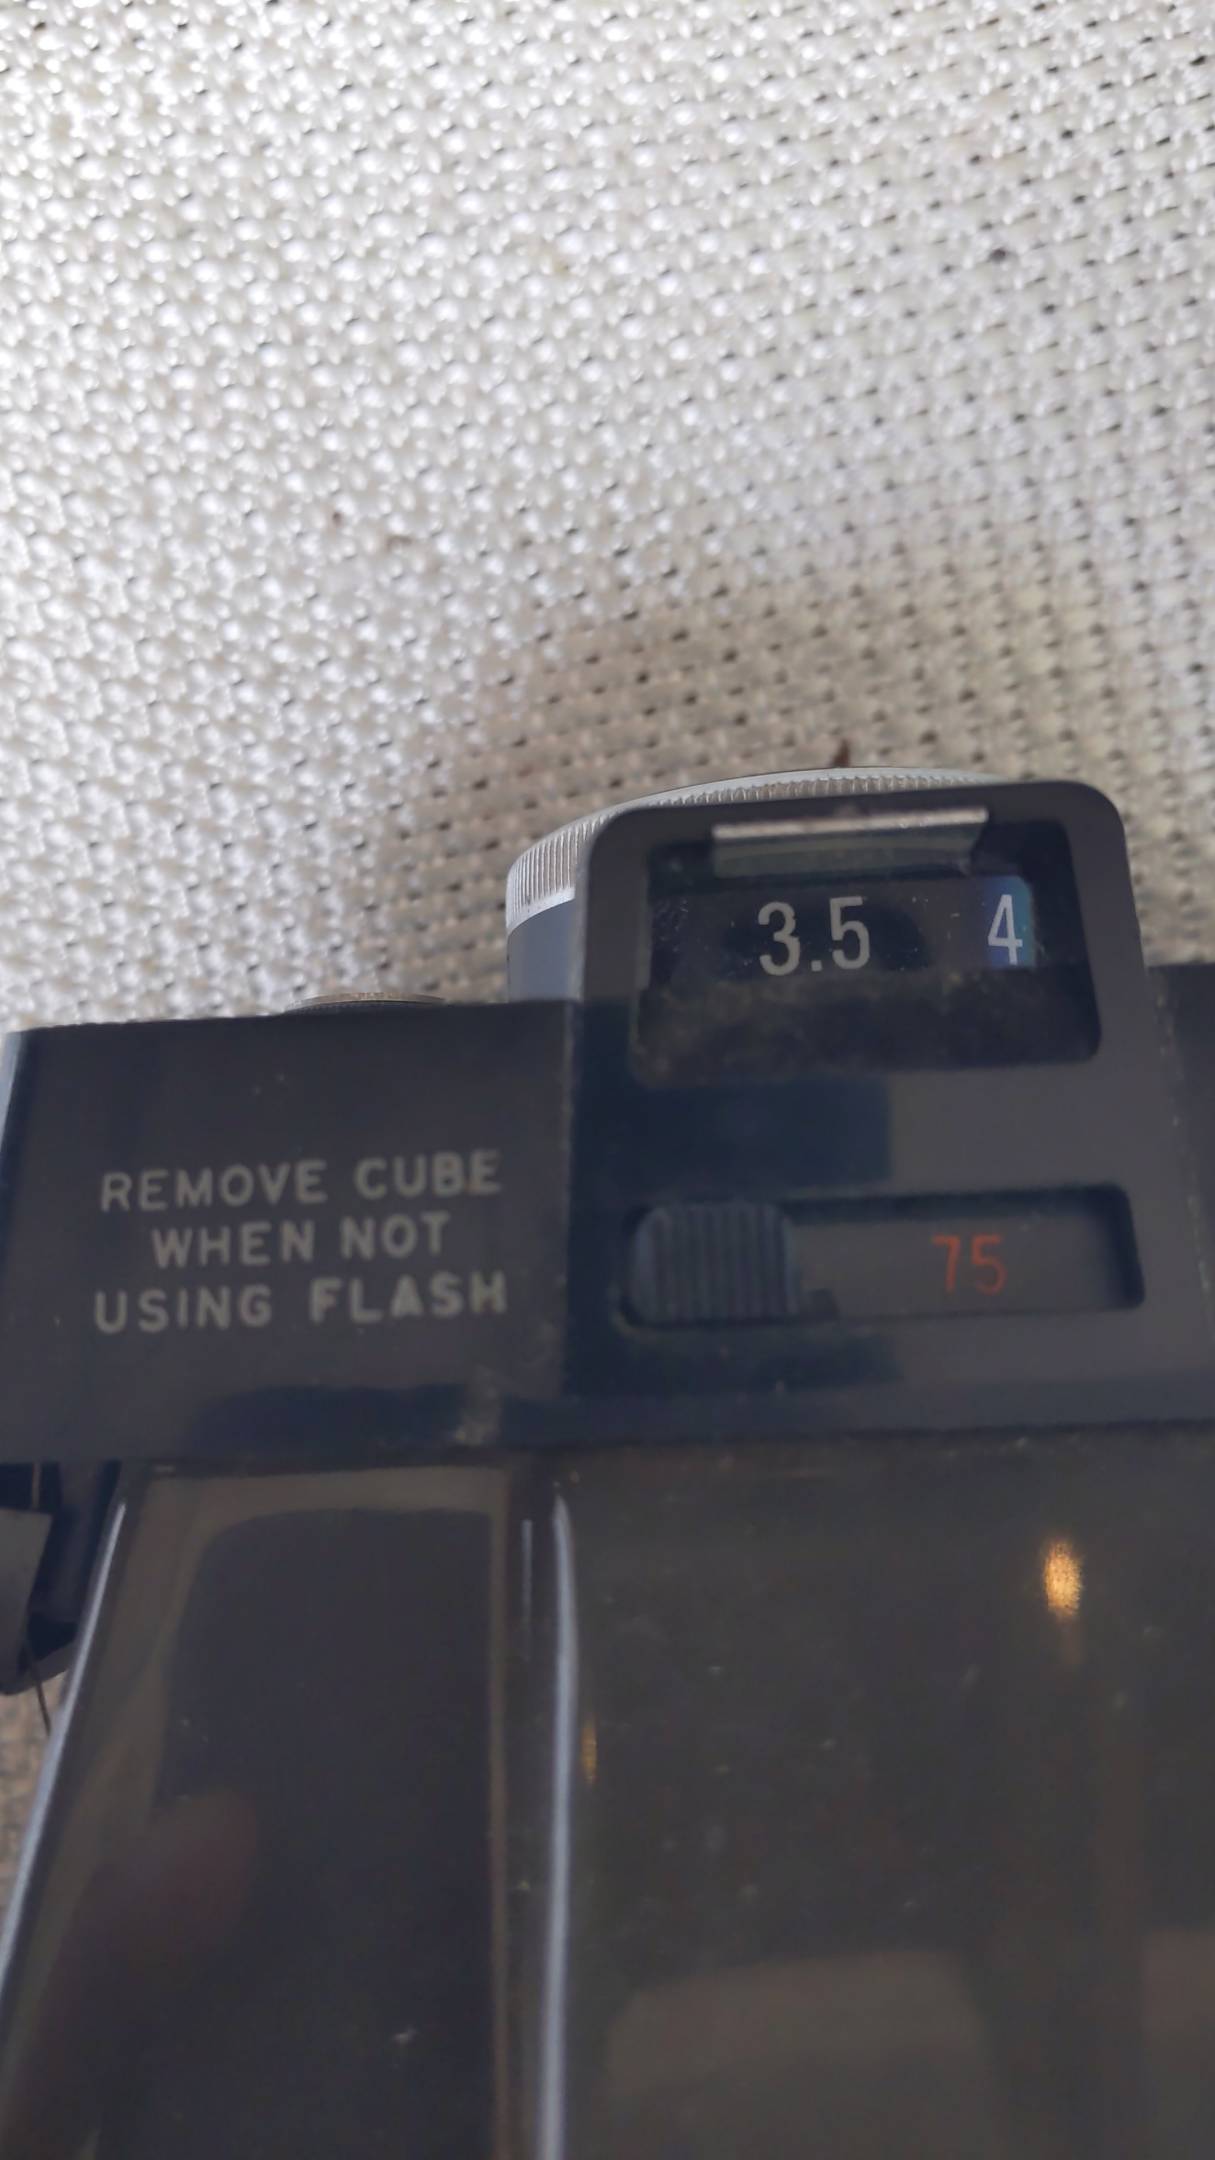 3.5 4
REMOVE CUBE
WHEN NOT
USING FLASH
75